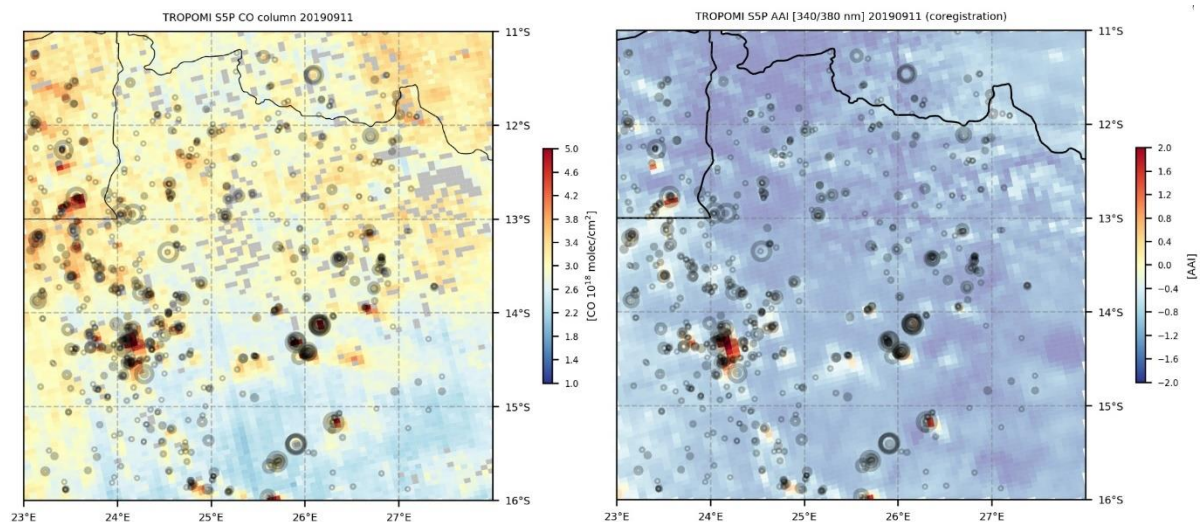 TROPOMI S5P CO column 20190911
11°S
12°S
13°S
14°S
15°S
16°S
23°E
24°E
25°E
26°E
27°E
5.0
4.6
4.2
3.8
3.4
3.0
2.6
2.2
1.8
1.4
1.0
[CO 10¹⁸ molec/cm²]
TROPOMI S5P AAI [340/380 nm] 20190911 (coregistration)
11°S
12°S
13°S
14°S
15°S
16°S
23°E
24°E
25°E
26°E
27°E
2.0
1.6
1.2
0.8
0.4
0.0
−0.4
−0.8
−1.2
−1.6
−2.0
[AAI]